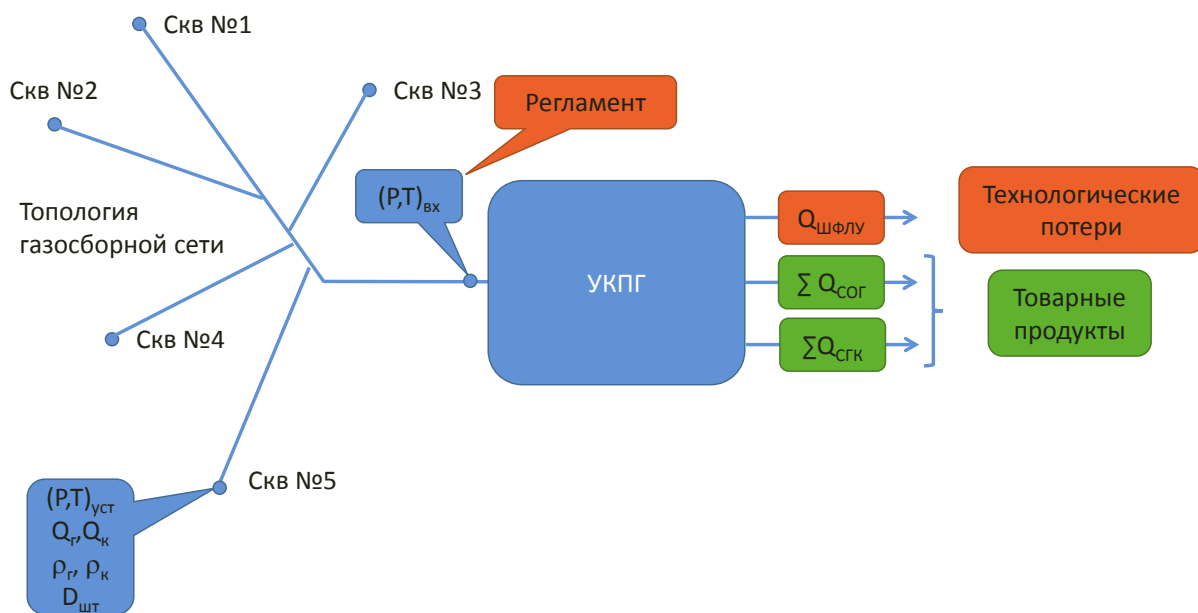 Скв №1
Скв №2
Скв №3
Регламент
(P,T)вх
Топология
газосборной сети
Скв №4
Скв №5
(P,T)уст
Qг,Qк
ρг, ρк
Dшт
УКПГ
QШФЛУ
∑ QСОГ
∑QСГК
Технологические
потери
Товарные
продукты